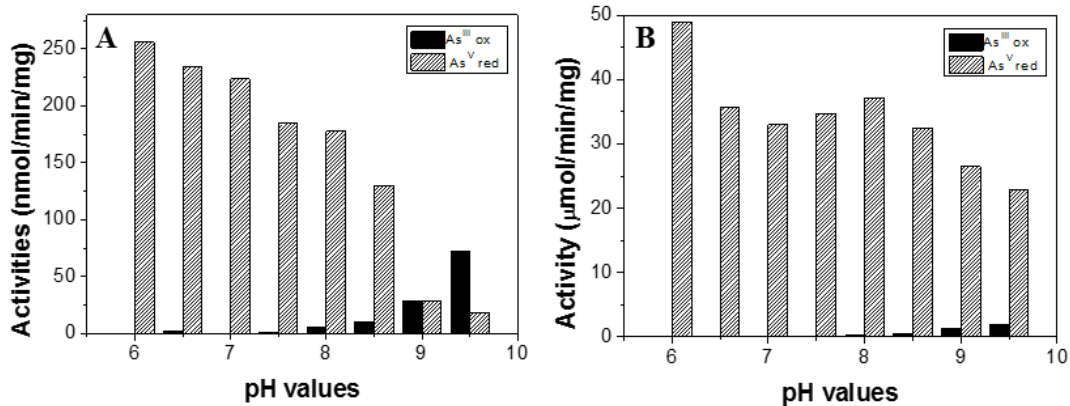 A
As^III ox
As^V red
Activities (nmol/min/mg)
250
200
150
100
50
0
6
7
8
9
10
pH values
B
As^III ox
As^V red
Activity (μmol/min/mg)
50
40
30
20
10
0
6
7
8
9
10
pH values